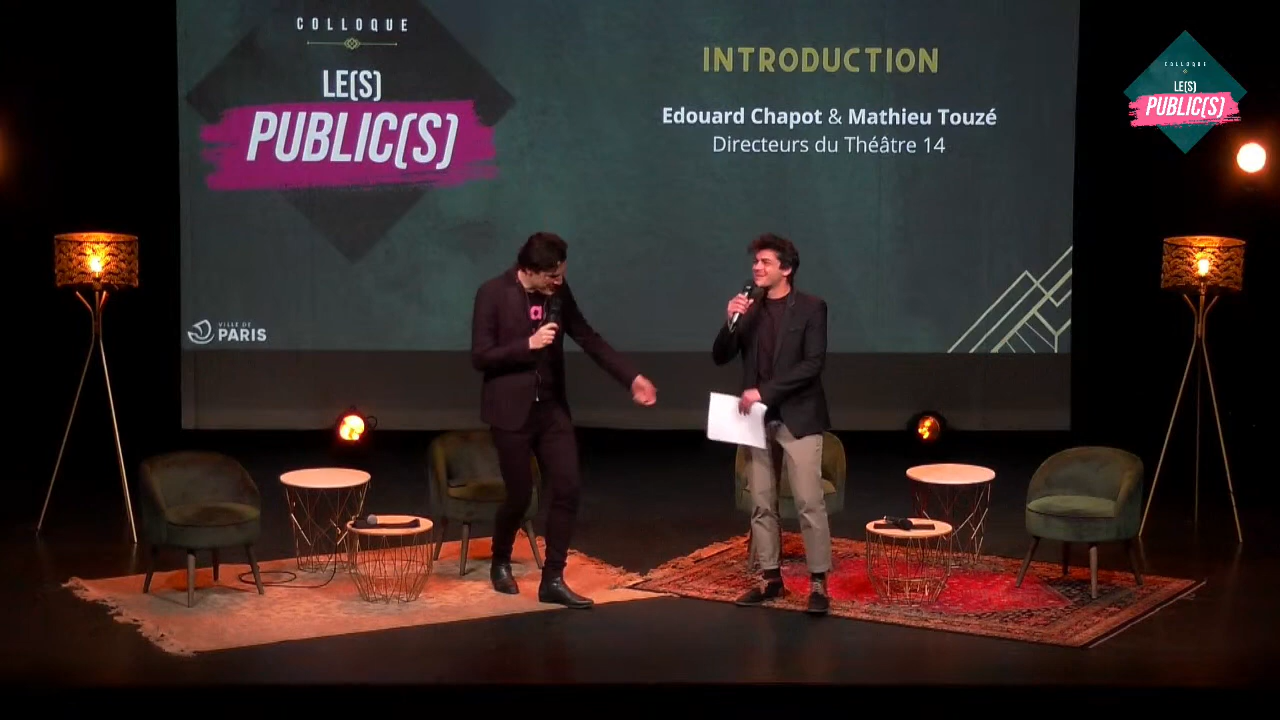 COLLOQUE
LE(S)
PUBLIC(S)
INTRODUCTION
Edouard Chapot & Mathieu Touzé
Directeurs du Théâtre 14
VILLE DE
PARIS
a
COLLOQUE
LE(S)
PUBLIC(S)